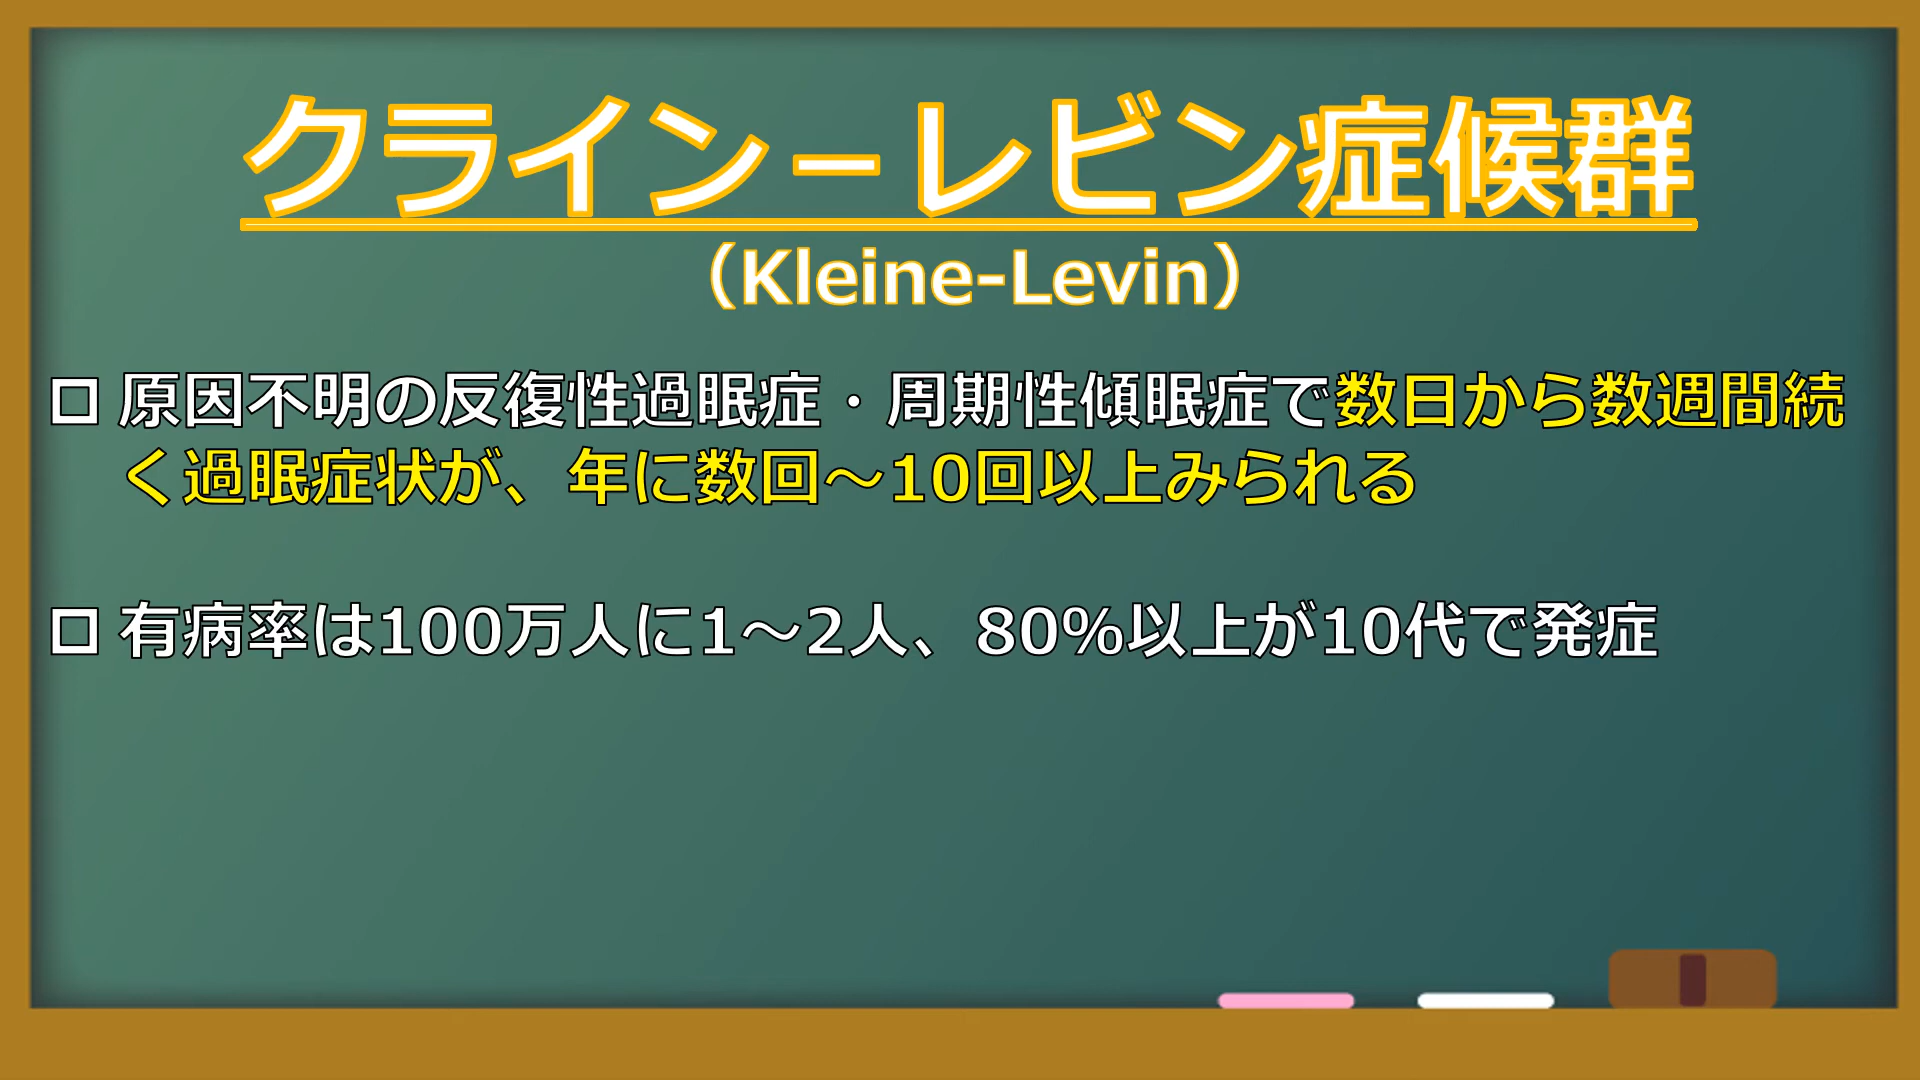 クライン－レビン症候群
（Kleine-Levin）
□ 原因不明の反復性過眠症・周期性傾眠症で数日から数週間続
く過眠症状が、年に数回～10回以上みられる
□ 有病率は100万人に1～2人、80%以上が10代で発症